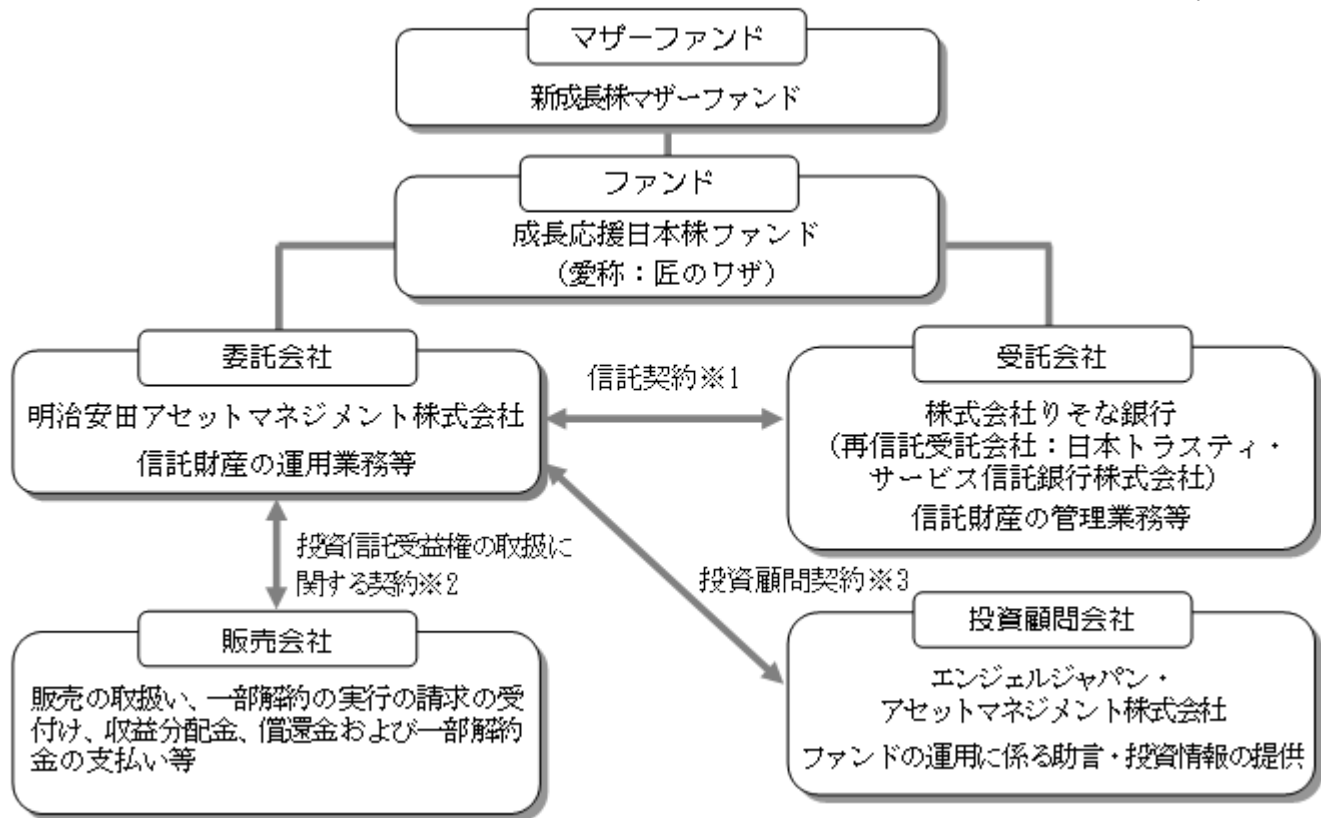 マザーファンド
新成長株マザーファンド
ファンド
成長応援日本株ファンド
（愛称：匠のワザ）
委託会社
明治安田アセットマネジメント株式会社
信託財産の運用業務等
信託契約※1
受託会社
株式会社りそな銀行
（再信託受託会社：日本トラスティ・
サービス信託銀行株式会社）
信託財産の管理業務等
投資信託受益権の取扱に
関する契約※2
投資顧問契約※3
販売会社
販売の取扱い、一部解約の実行の請求の受
付け、収益分配金、償還金および一部解約
金の支払い等
投資顧問会社
エンジェルジャパン・
アセットマネジメント株式会社
ファンドの運用に係る助言・投資情報の提供